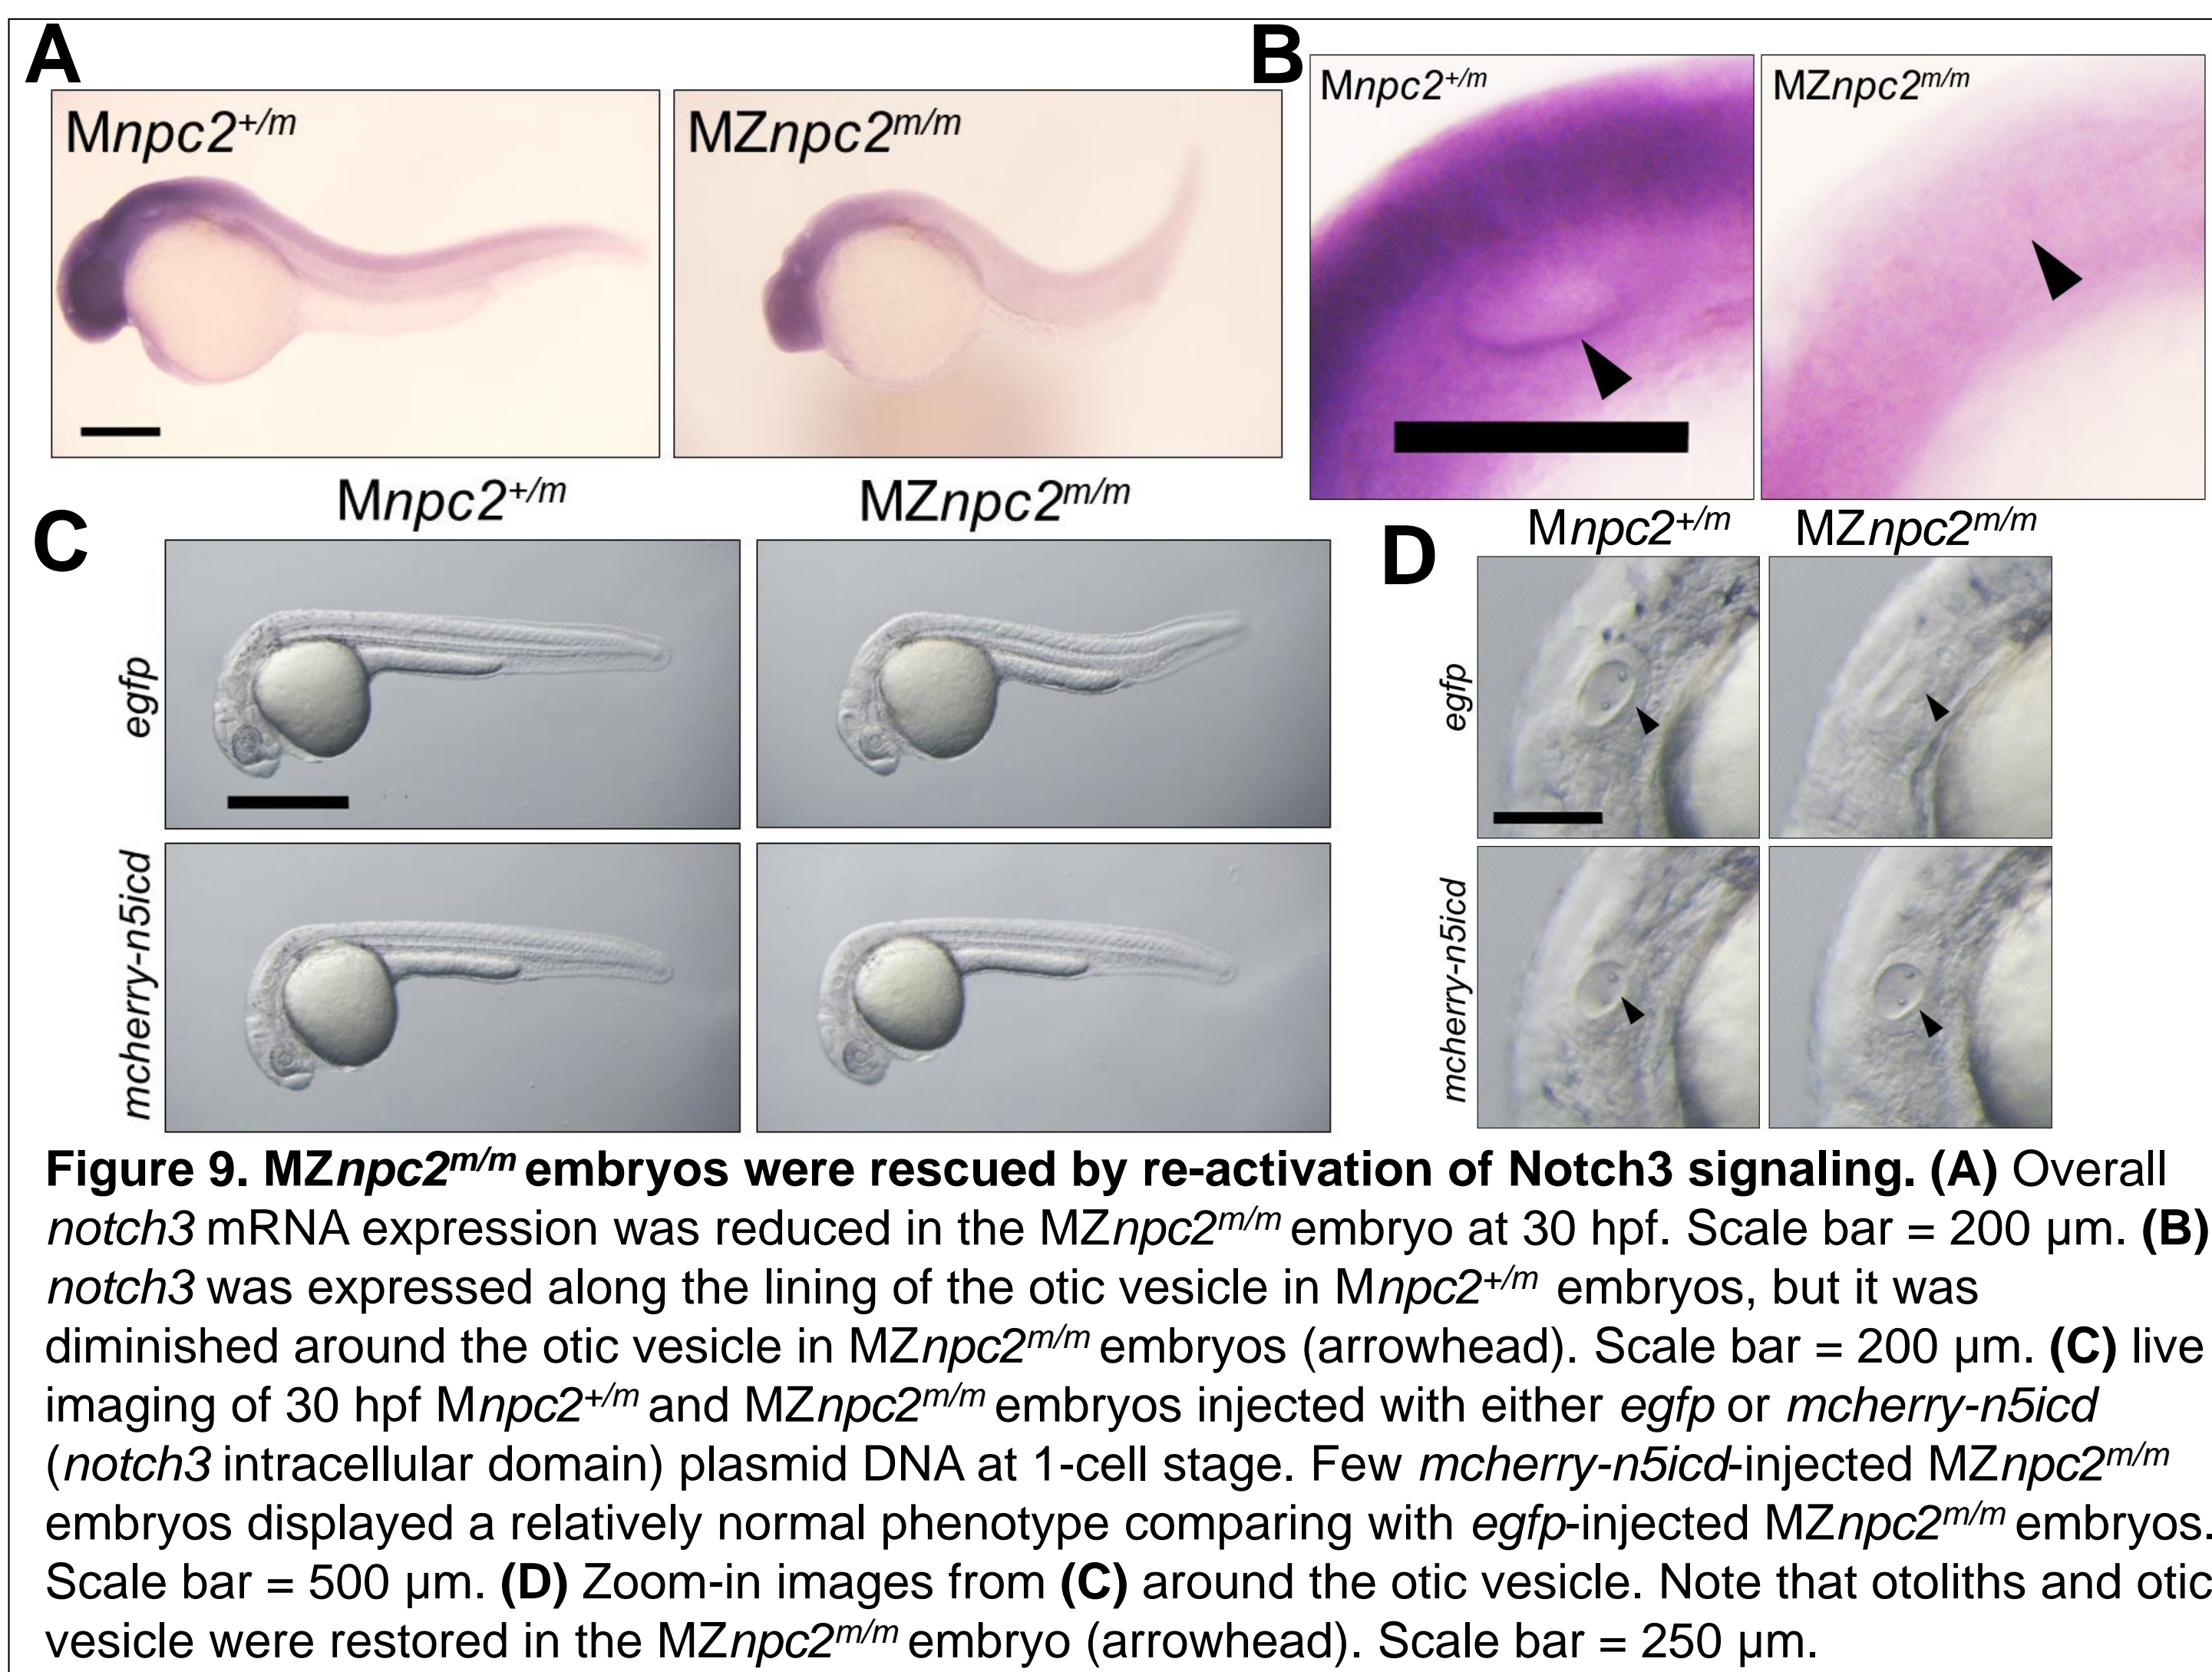 A
B
Mnpc2+/m
MZnpc2m/m
Mnpc2+/m
MZnpc2m/m
Mnpc2+/m
MZnpc2m/m
C
D
Mnpc2+/m
MZnpc2m/m
egfp
egfp
mcherry-n5icd
mcherry-n5icd
Figure 9. MZnpc2m/m embryos were rescued by re-activation of Notch3 signaling. (A) Overall
notch3 mRNA expression was reduced in the MZnpc2m/m embryo at 30 hpf. Scale bar = 200 µm. (B)
notch3 was expressed along the lining of the otic vesicle in Mnpc2+/m embryos, but it was
diminished around the otic vesicle in MZnpc2m/m embryos (arrowhead). Scale bar = 200 µm. (C) live
imaging of 30 hpf Mnpc2+/m and MZnpc2m/m embryos injected with either egfp or mcherry-n5icd
(notch3 intracellular domain) plasmid DNA at 1-cell stage. Few mcherry-n5icd-injected MZnpc2m/m
embryos displayed a relatively normal phenotype comparing with egfp-injected MZnpc2m/m embryos.
Scale bar = 500 µm. (D) Zoom-in images from (C) around the otic vesicle. Note that otoliths and otic
vesicle were restored in the MZnpc2m/m embryo (arrowhead). Scale bar = 250 µm.